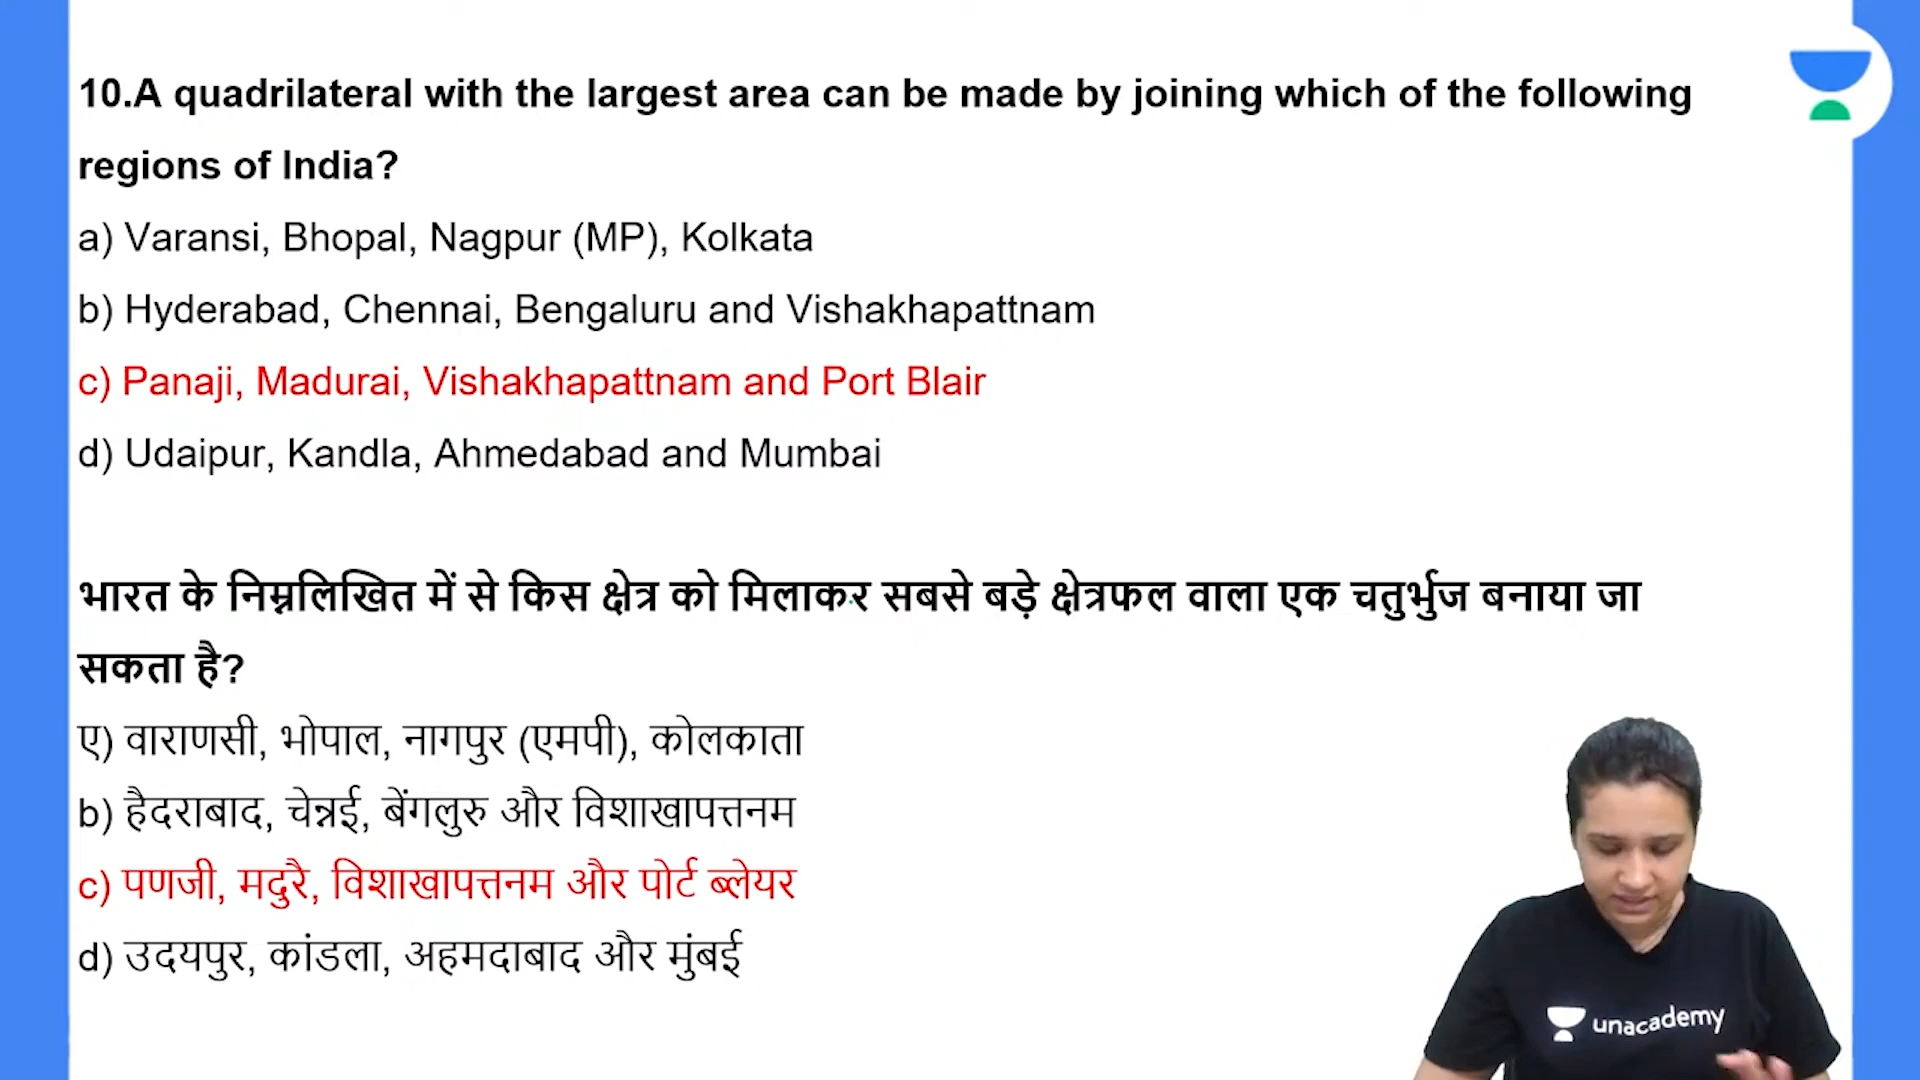 10.A quadrilateral with the largest area can be made by joining which of the following
regions of India?
a) Varansi, Bhopal, Nagpur (MP), Kolkata
b) Hyderabad, Chennai, Bengaluru and Vishakhapattnam
c) Panaji, Madurai, Vishakhapattnam and Port Blair
d) Udaipur, Kandla, Ahmedabad and Mumbai
भारत के निम्नलिखित में से किस क्षेत्र को मिलाकर सबसे बड़े क्षेत्रफल वाला एक चतुर्भुज बनाया जा
सकता है?
ए) वाराणसी, भोपाल, नागपुर (एमपी), कोलकाता
b) हैदराबाद, चेन्नई, बेंगलुरु और विशाखापत्तनम
c) पणजी, मदुरै, विशाखापत्तनम और पोर्ट ब्लेयर
d) उदयपुर, कांडला, अहमदाबाद और मुंबई
unacademy